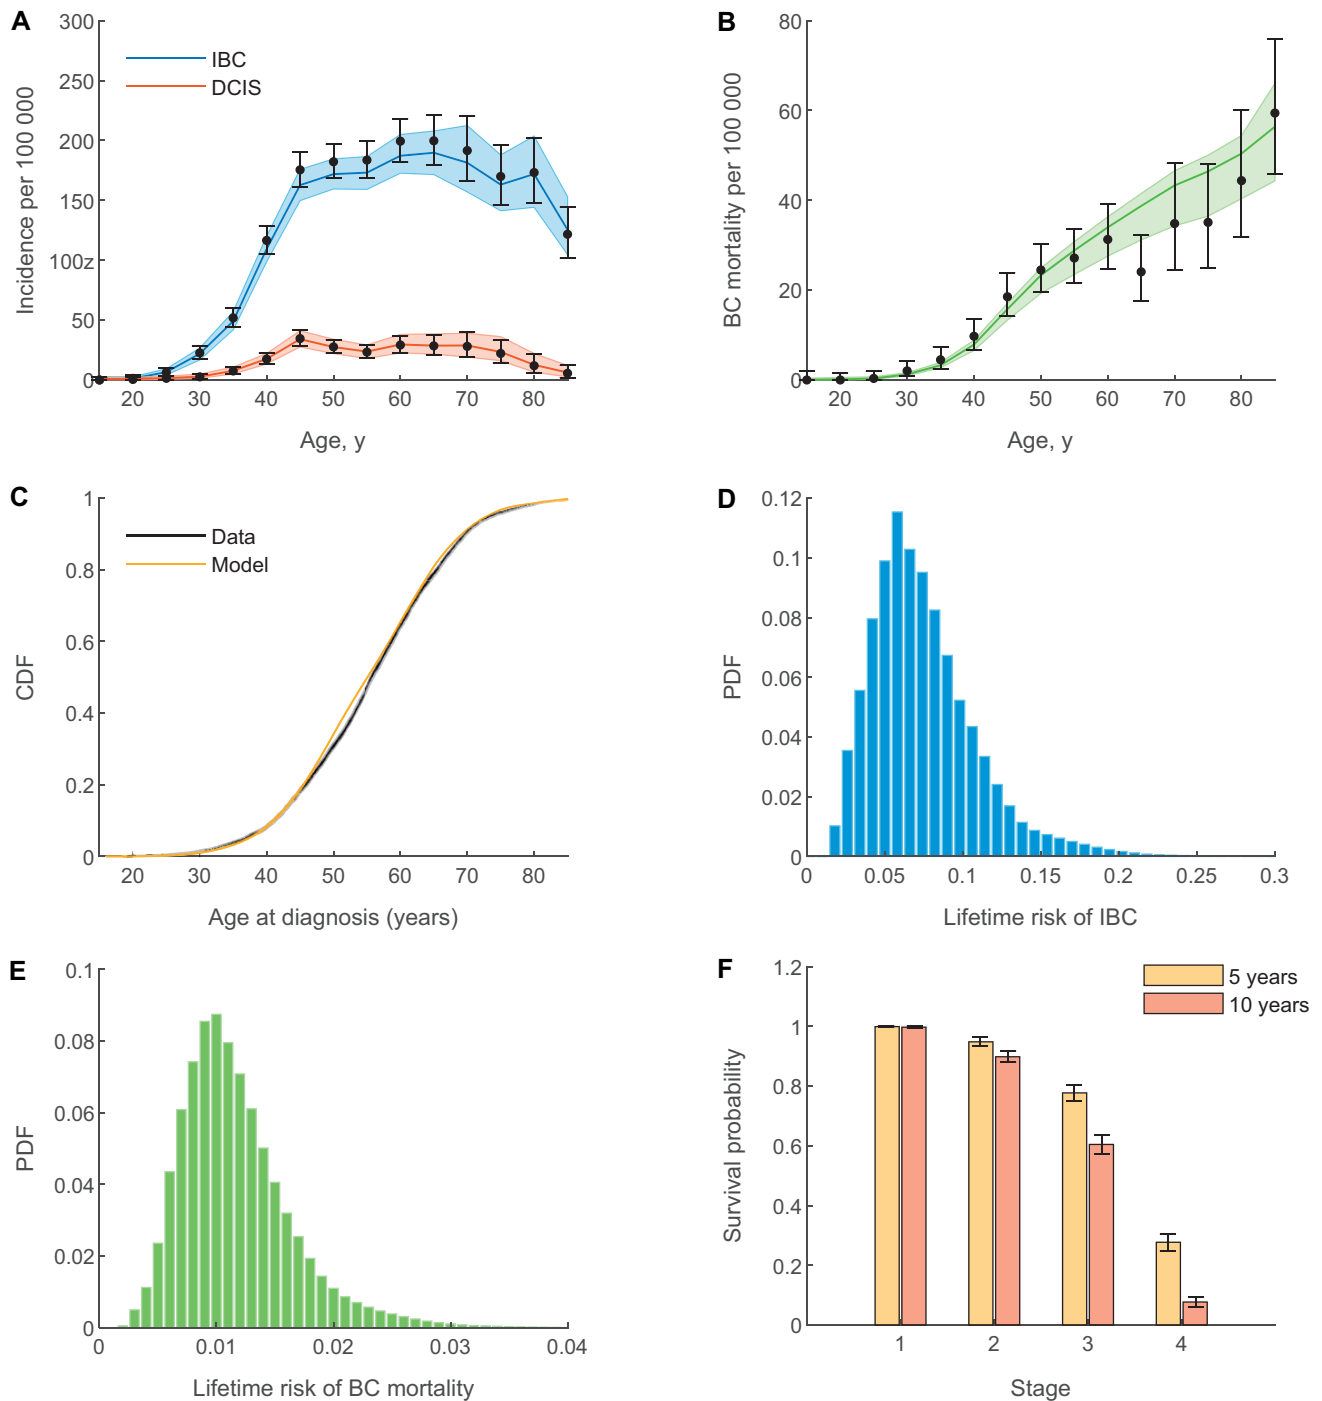 A
300
250
200
150
100z
50
0
Incidence per 100 000
IBC
DCIS
20 30 40 50 60 70 80
Age, y
B
80
60
40
20
0
BC mortality per 100 000
20 30 40 50 60 70 80
Age, y
C
1
0.8
0.6
0.4
0.2
0
CDF
Data
Model
20 30 40 50 60 70 80
Age at diagnosis (years)
D
0.12
0.1
0.08
0.06
0.04
0.02
0
PDF
0 0.05 0.1 0.15 0.2 0.25 0.3
Lifetime risk of IBC
E
0.1
0.08
0.06
0.04
0.02
0
PDF
0 0.01 0.02 0.03 0.04
Lifetime risk of BC mortality
F
1.2
1
0.8
0.6
0.4
0.2
0
Survival probability
5 years
10 years
1 2 3 4
Stage